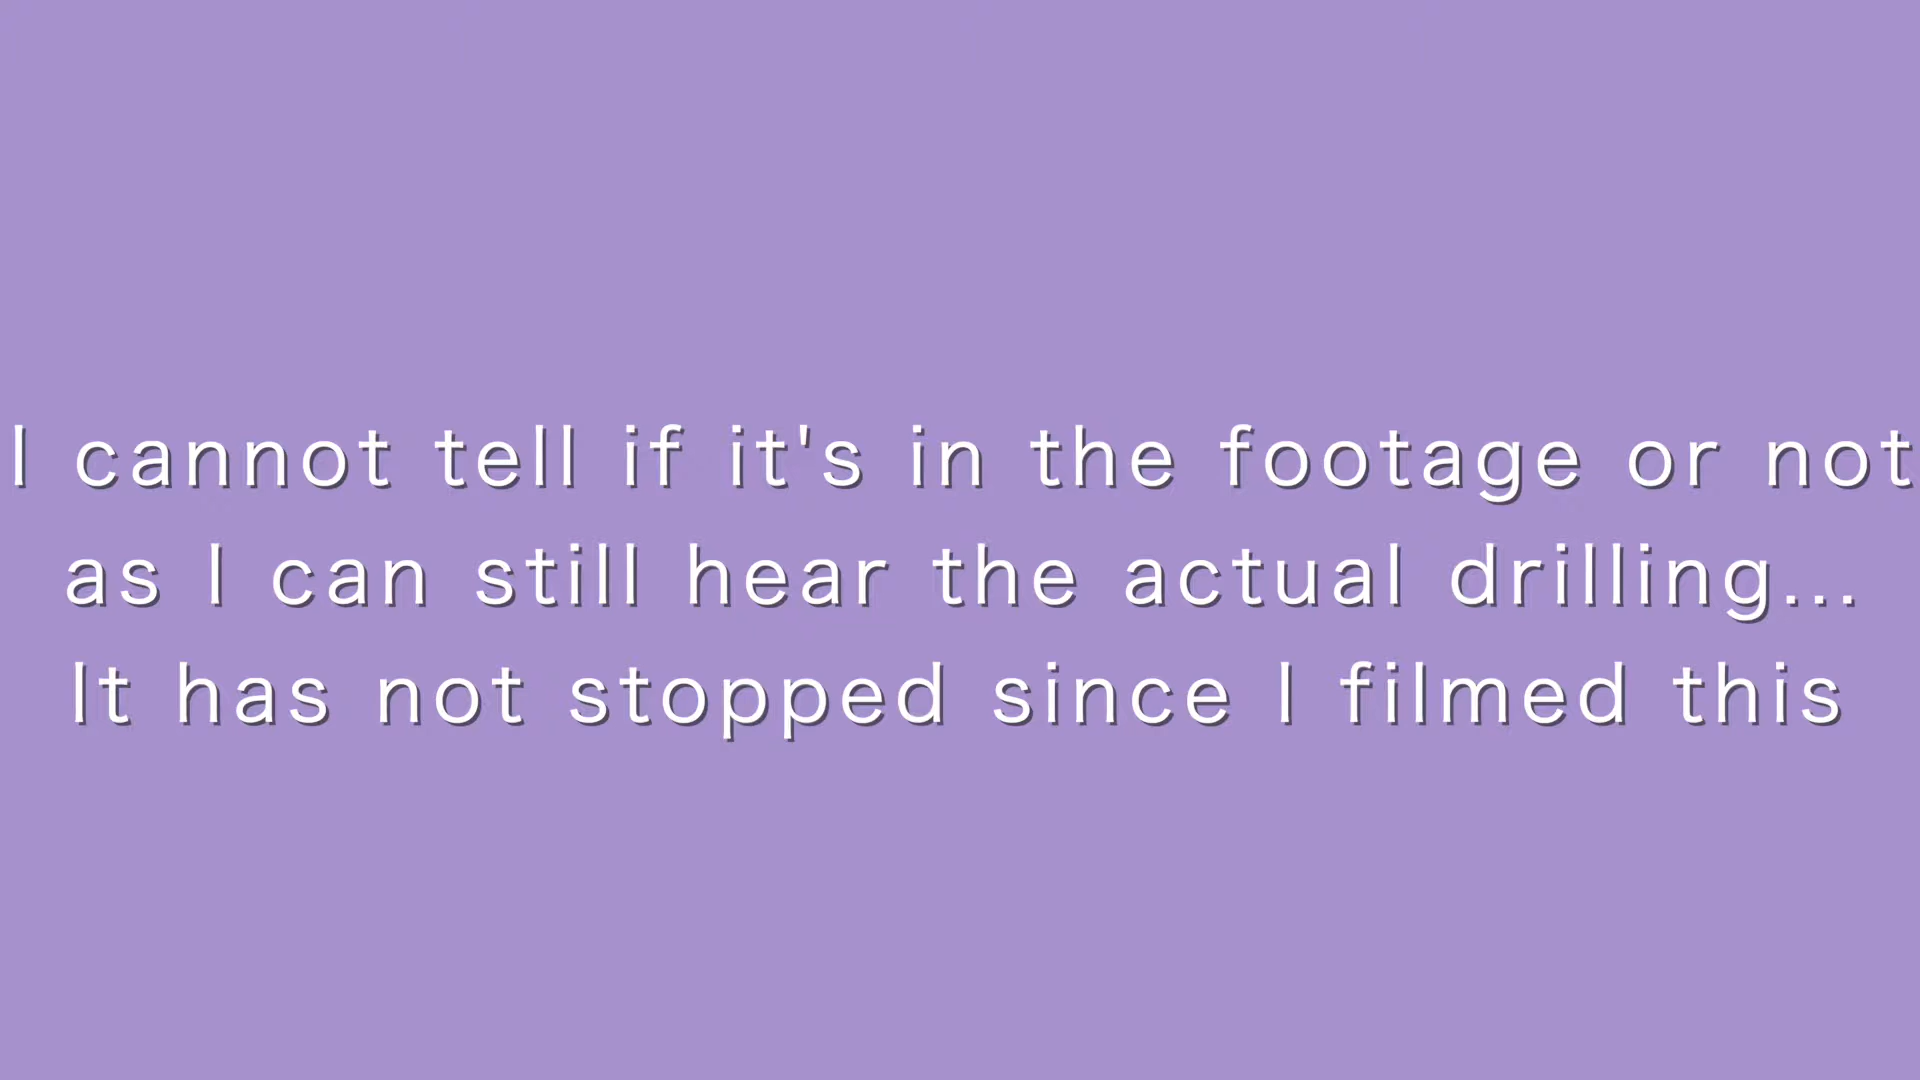 I cannot tell if it's in the footage or not
as I can still hear the actual drilling...
It has not stopped since I filmed this